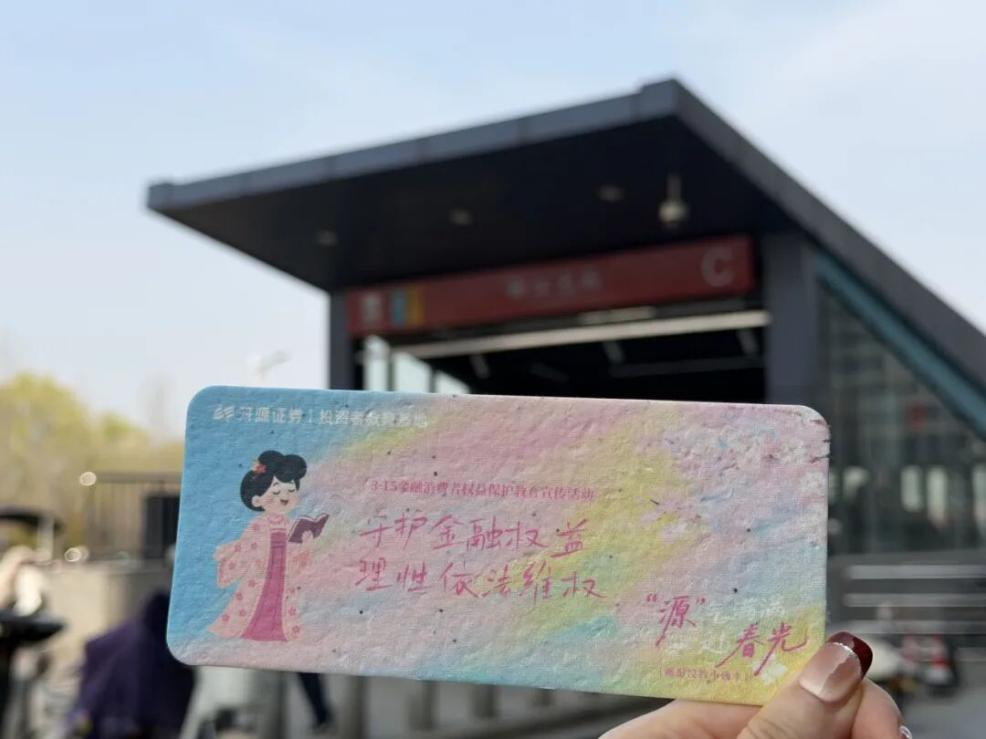 C
开源证券 | 投资者教育基地
3·15金融消费者权益保护教育宣传活动
守护金融权益
理性依法维权
"源"
春光